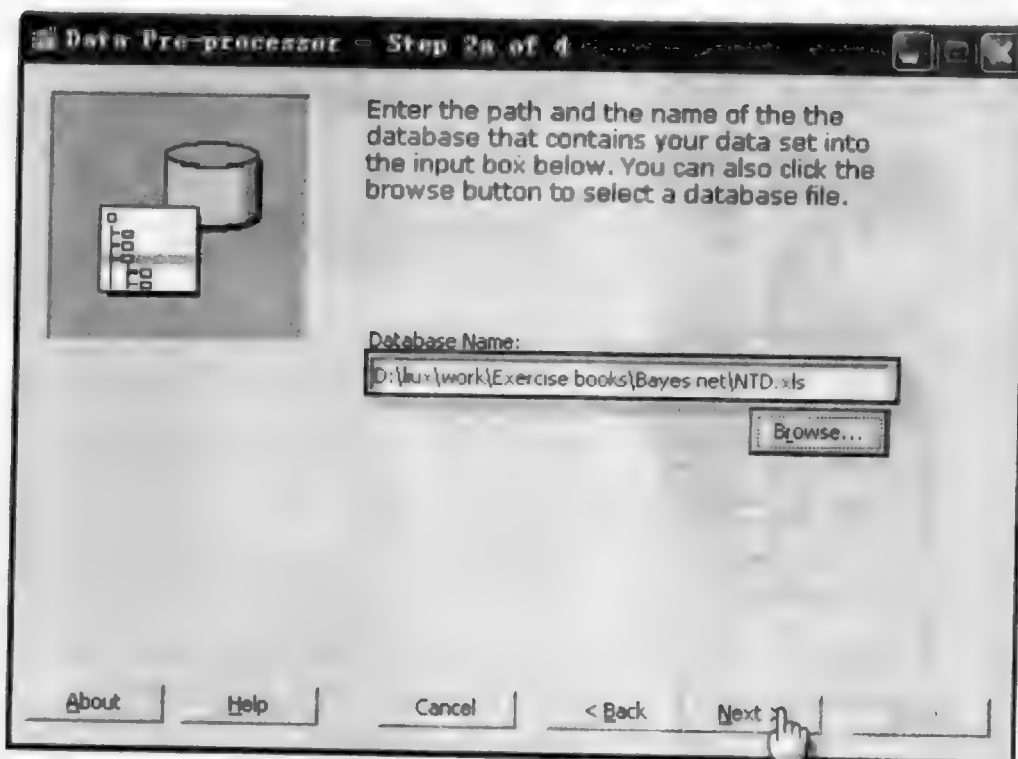 Data Pre-processor - Step 2a of 4
Enter the path and the name of the the
database that contains your data set into
the input box below. You can also click the
browse button to select a database file.
Database Name:
D:\liux\work\Exercise books\Bayes net\NTD.xls
Browse...
About
Help
Cancel
< Back
Next >